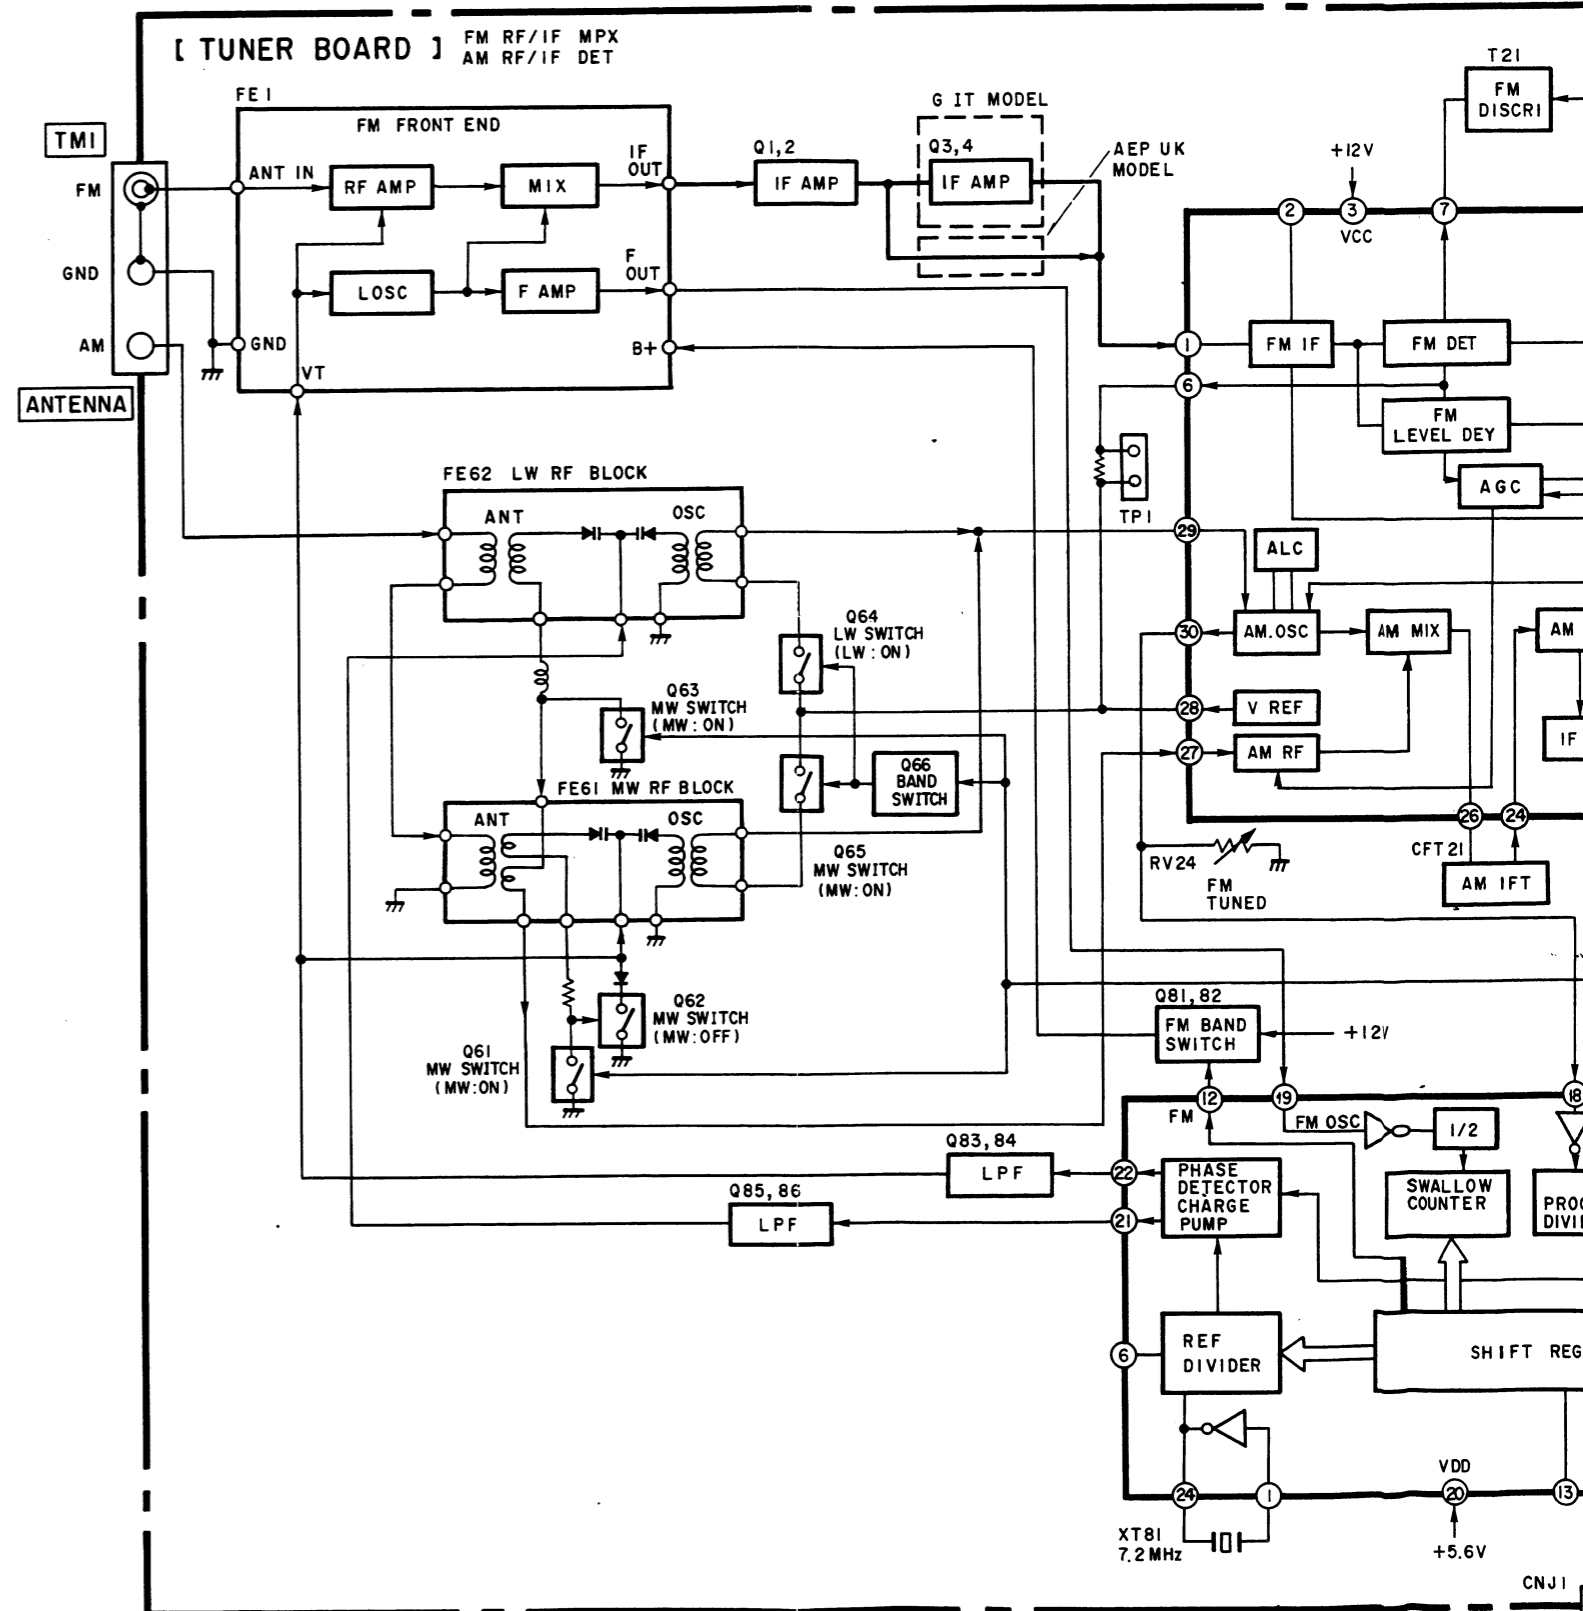 [ TUNER BOARD ]
FM RF/IF MPX
AM RF/IF DET
FE1
FM FRONT END
TM1
FM
GND
AM
ANTENNA
ANT IN
RF AMP
MIX
IF
OUT
L OSC
F AMP
F
OUT
GND
B+
VT
Q1,2
IF AMP
G IT MODEL
Q3,4
IF AMP
AEP UK
MODEL
T21
FM
DISCRI
+12V
2
3
7
VCC
1
FM IF
FM DET
6
FM
LEVEL DEY
AGC
TP1
29
ALC
30
AM.OSC
AM MIX
AM
28
V REF
27
AM RF
IF
26
24
CFT21
AM IFT
RV24
FM
TUNED
FE62 LW RF BLOCK
ANT
OSC
Q64
LW SWITCH
(LW:ON)
Q63
MW SWITCH
(MW:ON)
Q66
BAND
SWITCH
FE61 MW RF BLOCK
ANT
OSC
Q65
MW SWITCH
(MW:ON)
Q62
MW SWITCH
(MW:OFF)
Q61
MW SWITCH
(MW:ON)
Q81,82
FM BAND
SWITCH
+12V
12
19
18
FM
FM OSC
1/2
Q83,84
LPF
22
PHASE
DETECTOR
CHARGE
PUMP
SWALLOW
COUNTER
PROG
DIVI
Q85,86
LPF
21
6
REF
DIVIDER
SHIFT REG
24
1
VDD
20
13
XT81
7.2MHz
+5.6V
CNJ1